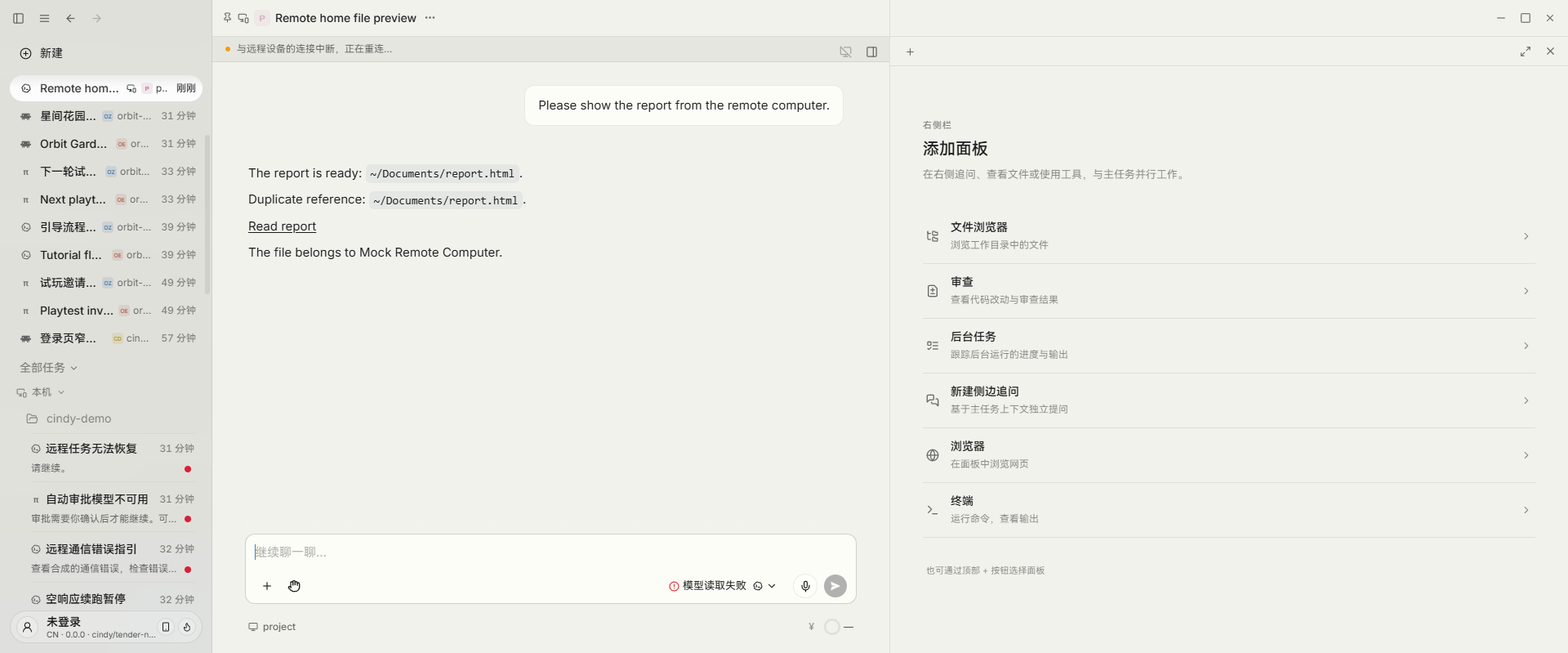 新建
Remote hom... P p.. 刚刚
星间花园... OZ orbit-... 31 分钟
Orbit Gard... OE or... 31 分钟
下一轮试... OZ orbit... 33 分钟
Next playt... OE or... 33 分钟
引导流程... OZ orbit-... 39 分钟
Tutorial fl... OE orb... 39 分钟
试玩邀请... OZ orbit-... 49 分钟
Playtest inv... OE or... 49 分钟
登录页窄... CD cin... 57 分钟
全部任务
本机
cindy-demo
远程任务无法恢复 31 分钟
请继续。
π 自动审批模型不可用 31 分钟
审批需要你确认后才能继续。可...
远程通信错误指引 32 分钟
查看合成的通信错误，检查错误...
空响应续跑暂停 32 分钟
未登录
CN · 0.0.0 · cindy/tender-n...
P Remote home file preview ...
与远程设备的连接中断，正在重连...
Please show the report from the remote computer.
The report is ready: ~/Documents/report.html.
Duplicate reference: ~/Documents/report.html.
Read report
The file belongs to Mock Remote Computer.
继续聊一聊...
模型读取失败
project ¥ —
右侧栏
添加面板
在右侧追问、查看文件或使用工具，与主任务并行工作。
文件浏览器
浏览工作目录中的文件
审查
查看代码改动与审查结果
后台任务
跟踪后台运行的进度与输出
新建侧边追问
基于主任务上下文独立提问
浏览器
在面板中浏览网页
终端
运行命令，查看输出
也可通过顶部 + 按钮选择面板